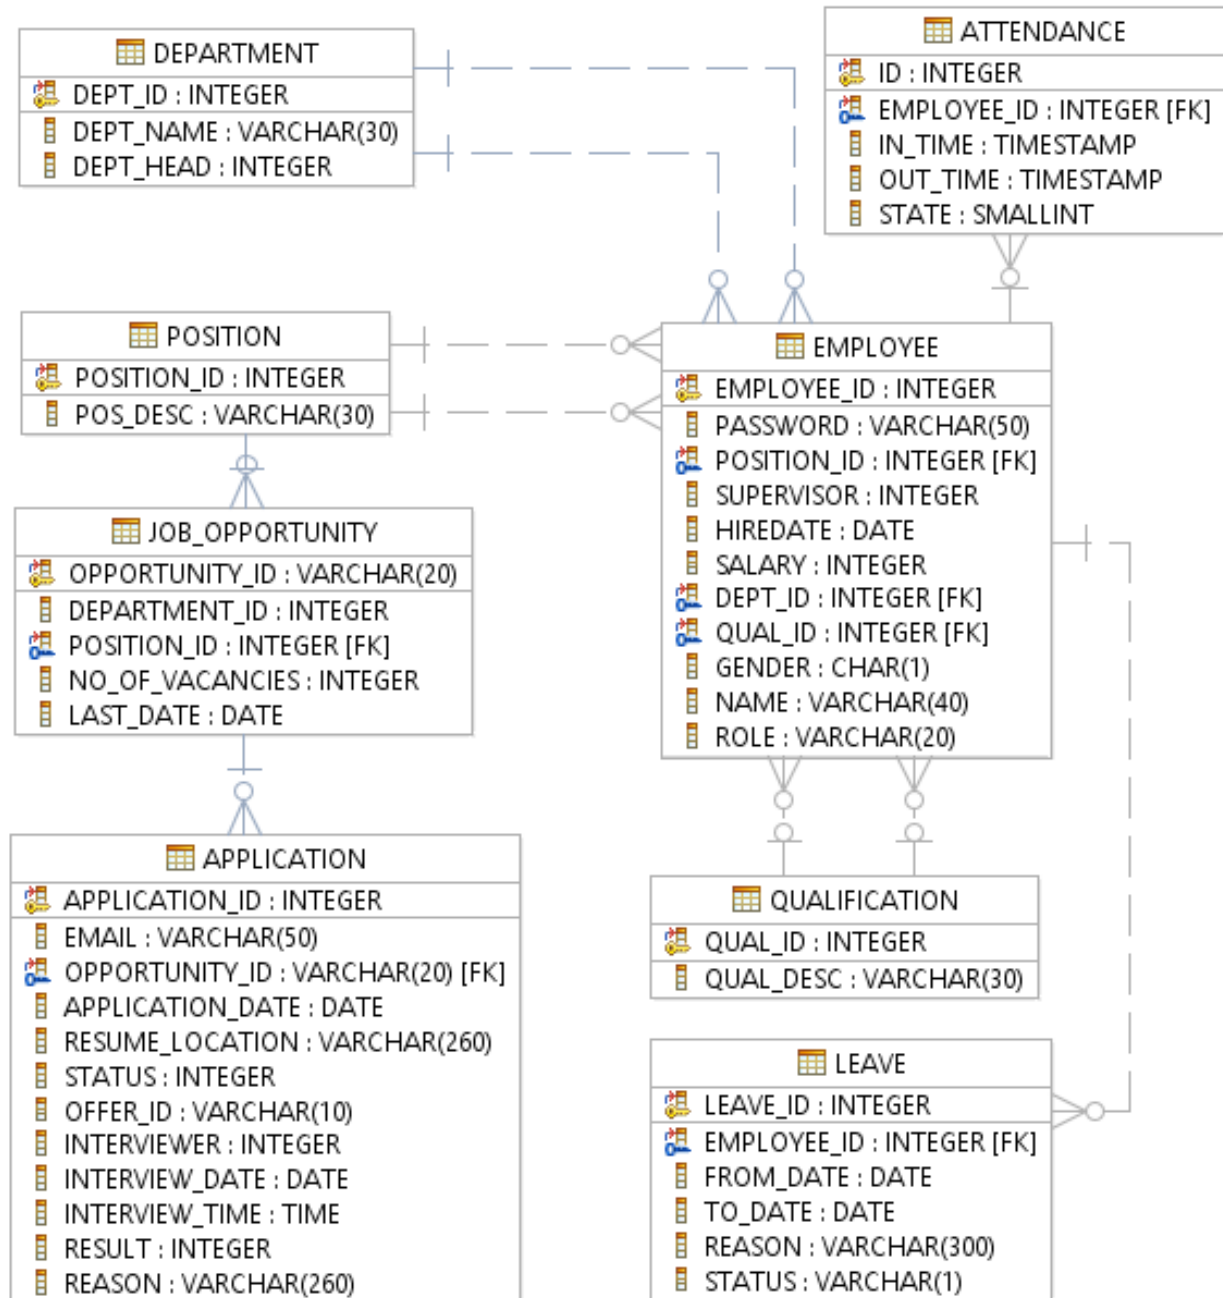 DEPARTMENT
DEPT_ID : INTEGER
DEPT_NAME : VARCHAR(30)
DEPT_HEAD : INTEGER
ATTENDANCE
ID : INTEGER
EMPLOYEE_ID : INTEGER [FK]
IN_TIME : TIMESTAMP
OUT_TIME : TIMESTAMP
STATE : SMALLINT
POSITION
POSITION_ID : INTEGER
POS_DESC : VARCHAR(30)
EMPLOYEE
EMPLOYEE_ID : INTEGER
PASSWORD : VARCHAR(50)
POSITION_ID : INTEGER [FK]
SUPERVISOR : INTEGER
HIREDATE : DATE
SALARY : INTEGER
DEPT_ID : INTEGER [FK]
QUAL_ID : INTEGER [FK]
GENDER : CHAR(1)
NAME : VARCHAR(40)
ROLE : VARCHAR(20)
JOB_OPPORTUNITY
OPPORTUNITY_ID : VARCHAR(20)
DEPARTMENT_ID : INTEGER
POSITION_ID : INTEGER [FK]
NO_OF_VACANCIES : INTEGER
LAST_DATE : DATE
APPLICATION
APPLICATION_ID : INTEGER
EMAIL : VARCHAR(50)
OPPORTUNITY_ID : VARCHAR(20) [FK]
APPLICATION_DATE : DATE
RESUME_LOCATION : VARCHAR(260)
STATUS : INTEGER
OFFER_ID : VARCHAR(10)
INTERVIEWER : INTEGER
INTERVIEW_DATE : DATE
INTERVIEW_TIME : TIME
RESULT : INTEGER
REASON : VARCHAR(260)
QUALIFICATION
QUAL_ID : INTEGER
QUAL_DESC : VARCHAR(30)
LEAVE
LEAVE_ID : INTEGER
EMPLOYEE_ID : INTEGER [FK]
FROM_DATE : DATE
TO_DATE : DATE
REASON : VARCHAR(300)
STATUS : VARCHAR(1)